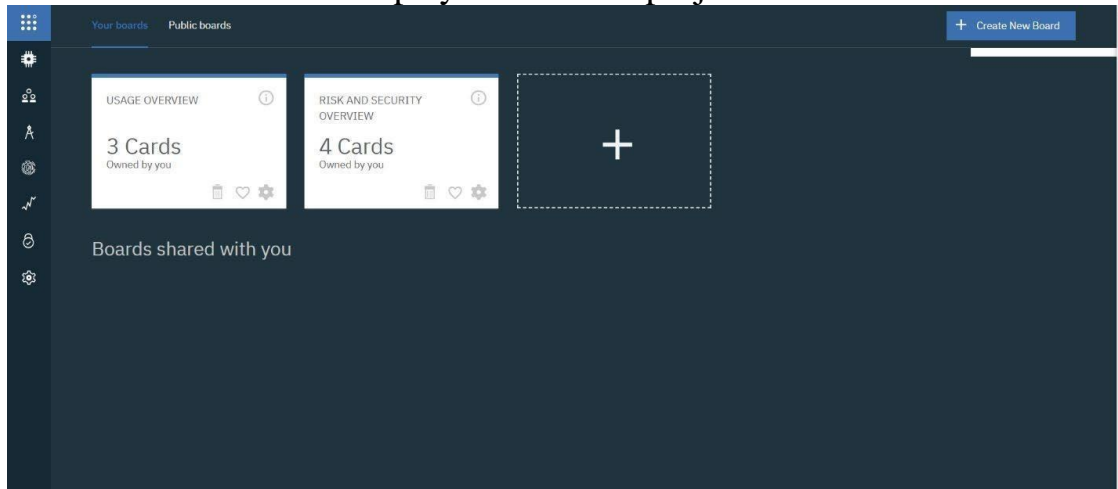 Your boards Public boards
+ Create New Board
USAGE OVERVIEW
3 Cards
Owned by you
RISK AND SECURITY
OVERVIEW
4 Cards
Owned by you
Boards shared with you